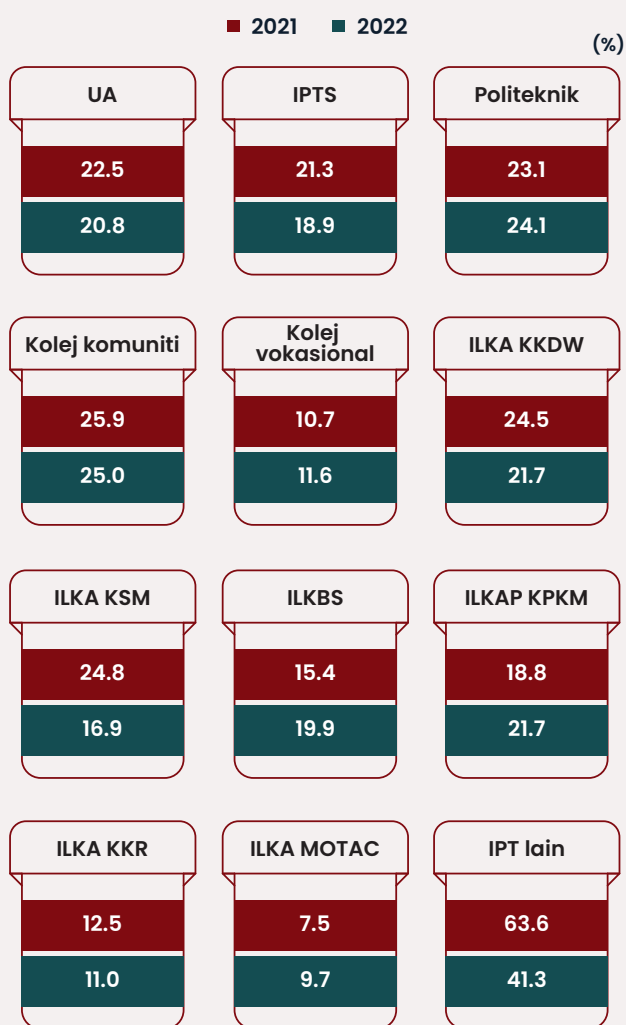 2021 2022
(%)
UA
22.5
20.8
IPTS
21.3
18.9
Politeknik
23.1
24.1
Kolej komuniti
25.9
25.0
Kolej
vokasional
10.7
11.6
ILKA KKDW
24.5
21.7
ILKA KSM
24.8
16.9
ILKBS
15.4
19.9
ILKAP KPKM
18.8
21.7
ILKA KKR
12.5
11.0
ILKA MOTAC
7.5
9.7
IPT lain
63.6
41.3